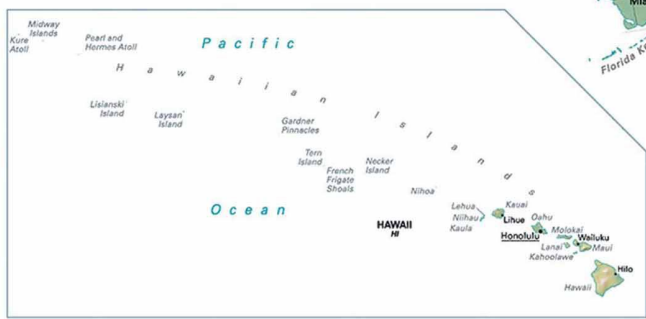 Mia
Florida Ke
Midway
Islands
Kure
Atoll
Pearl and
Hermes Atoll
Pacific
Hawaiian Islands
Lisianski
Island
Laysan
Island
Gardner
Pinnacles
Tern
Island
French
Frigate
Shoals
Necker
Island
Nihoa
Ocean
HAWAII
HI
Lehua
Niihau
Kaula
Kauai
Lihue
Oahu
Honolulu
Molokai
Lanai
Kahoolawe
Wailuku
Maui
Hilo
Hawaii